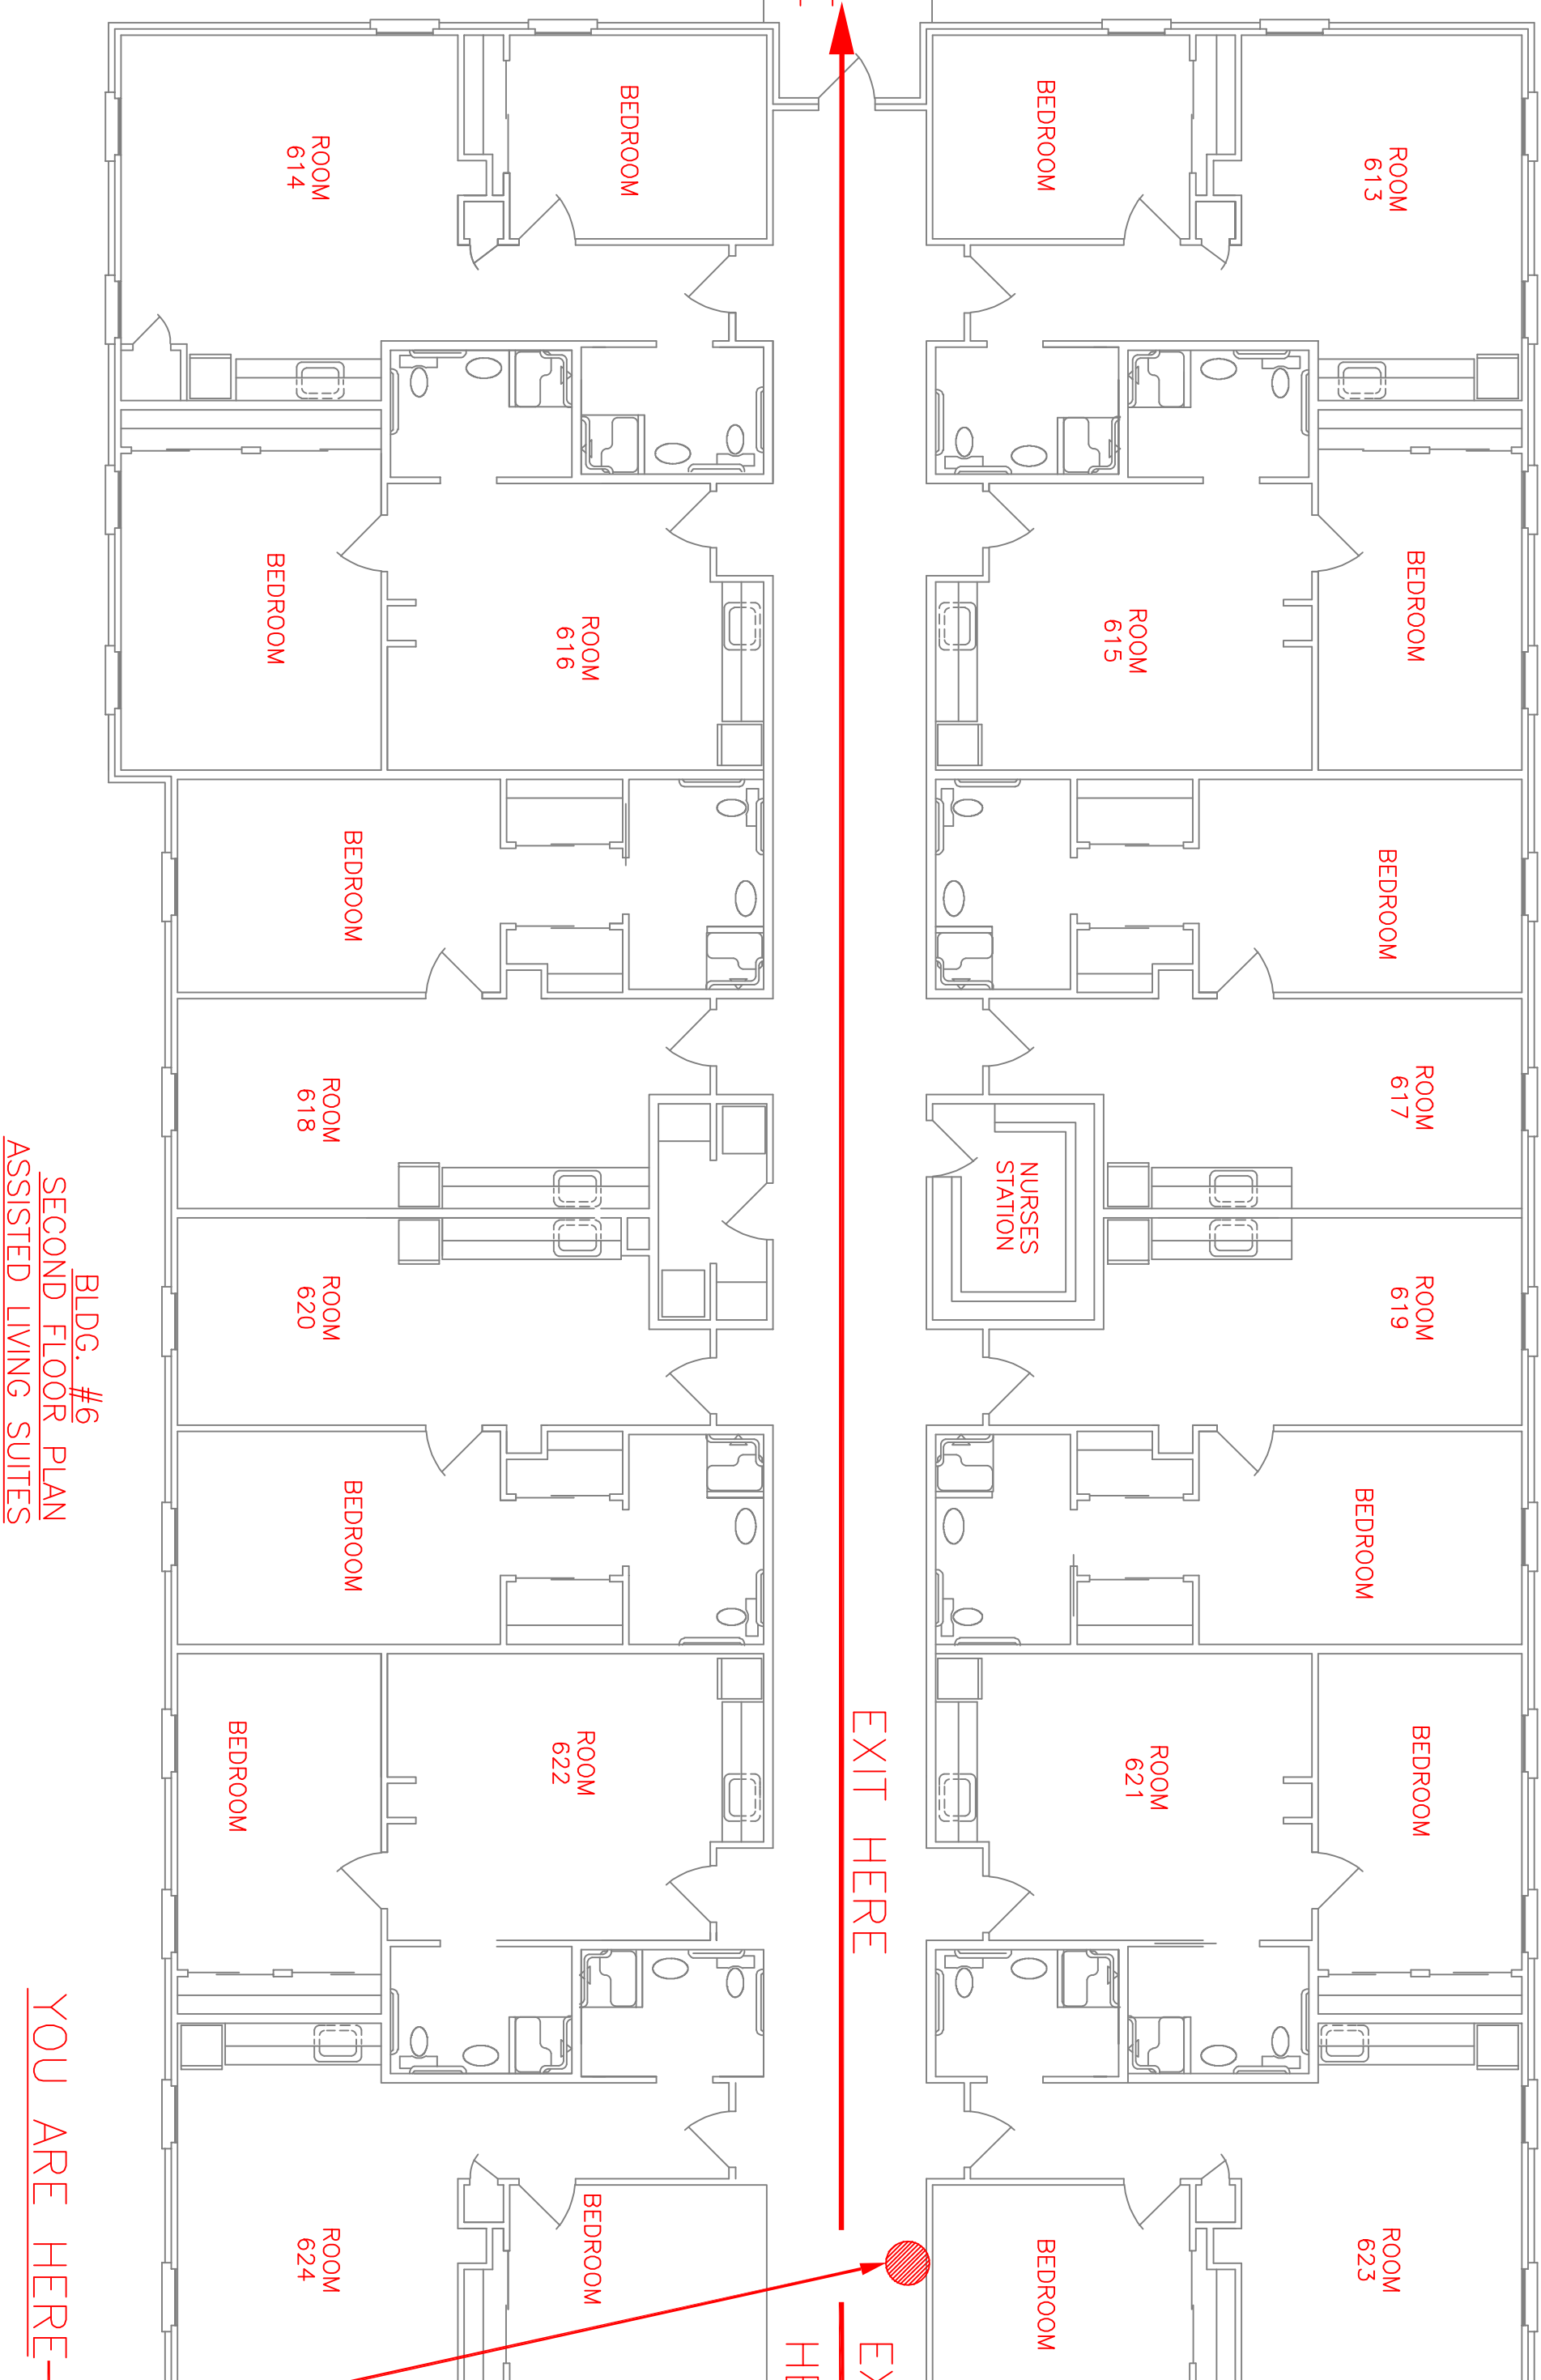 ROOM
613
BEDROOM
BEDROOM
ROOM
615
BEDROOM
ROOM
617
NURSES
STATION
ROOM
619
BEDROOM
BEDROOM
ROOM
621
ROOM
623
BEDROOM
EXIT HERE
BEDROOM
ROOM
614
ROOM
616
BEDROOM
BEDROOM
ROOM
618
ROOM
620
BEDROOM
ROOM
622
BEDROOM
BEDROOM
ROOM
624
BLDG. #6
SECOND FLOOR PLAN
ASSISTED LIVING SUITES
YOU ARE HERE